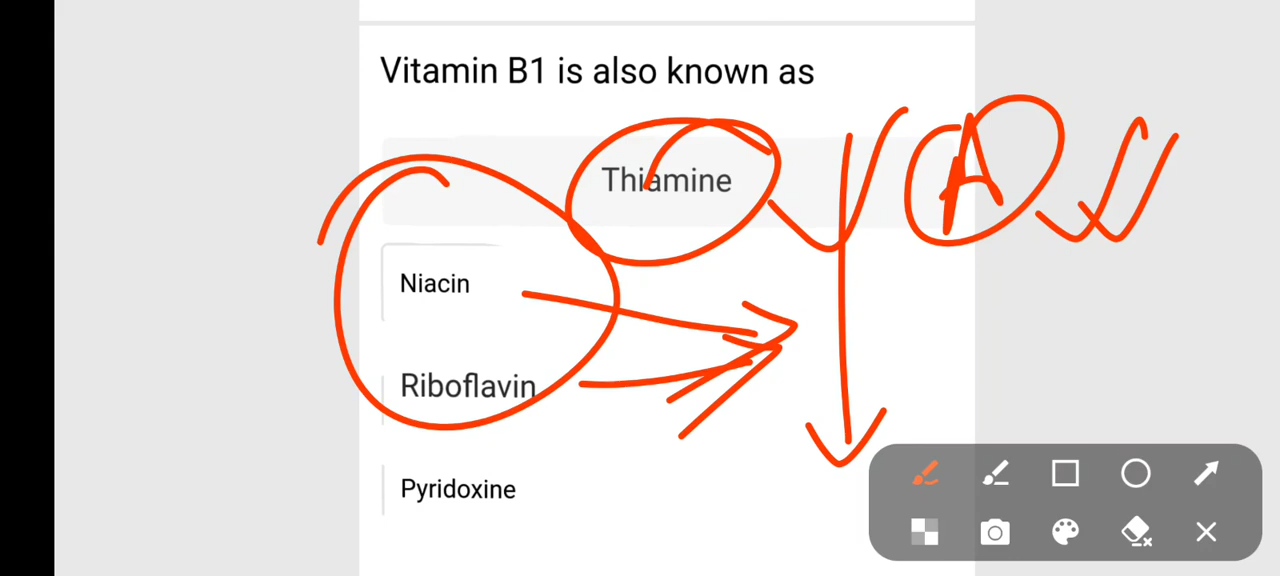 Vitamin B1 is also known as
Thiamine
A
Niacin
Riboflavin
Pyridoxine